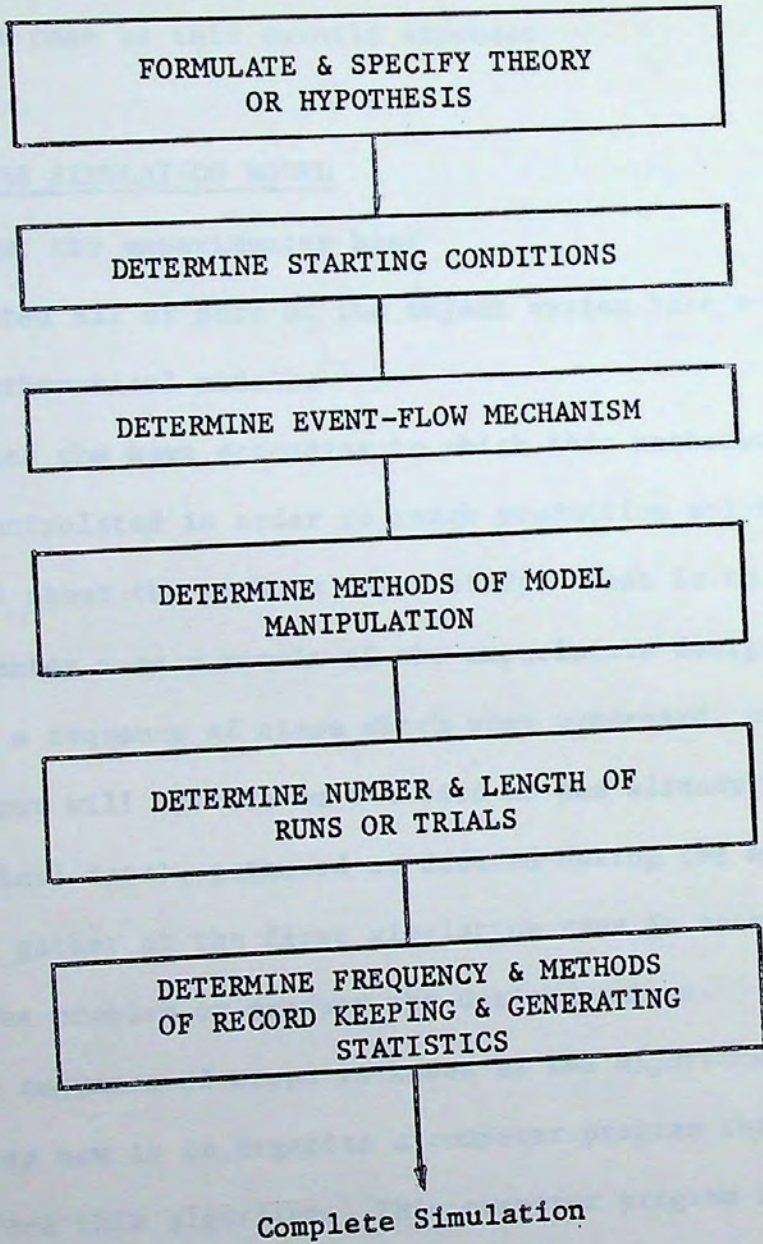 FORMULATE & SPECIFY THEORY
OR HYPOTHESIS
DETERMINE STARTING CONDITIONS
DETERMINE EVENT-FLOW MECHANISM
DETERMINE METHODS OF MODEL
MANIPULATION
DETERMINE NUMBER & LENGTH OF
RUNS OR TRIALS
DETERMINE FREQUENCY & METHODS
OF RECORD KEEPING & GENERATING
STATISTICS
Complete Simulation